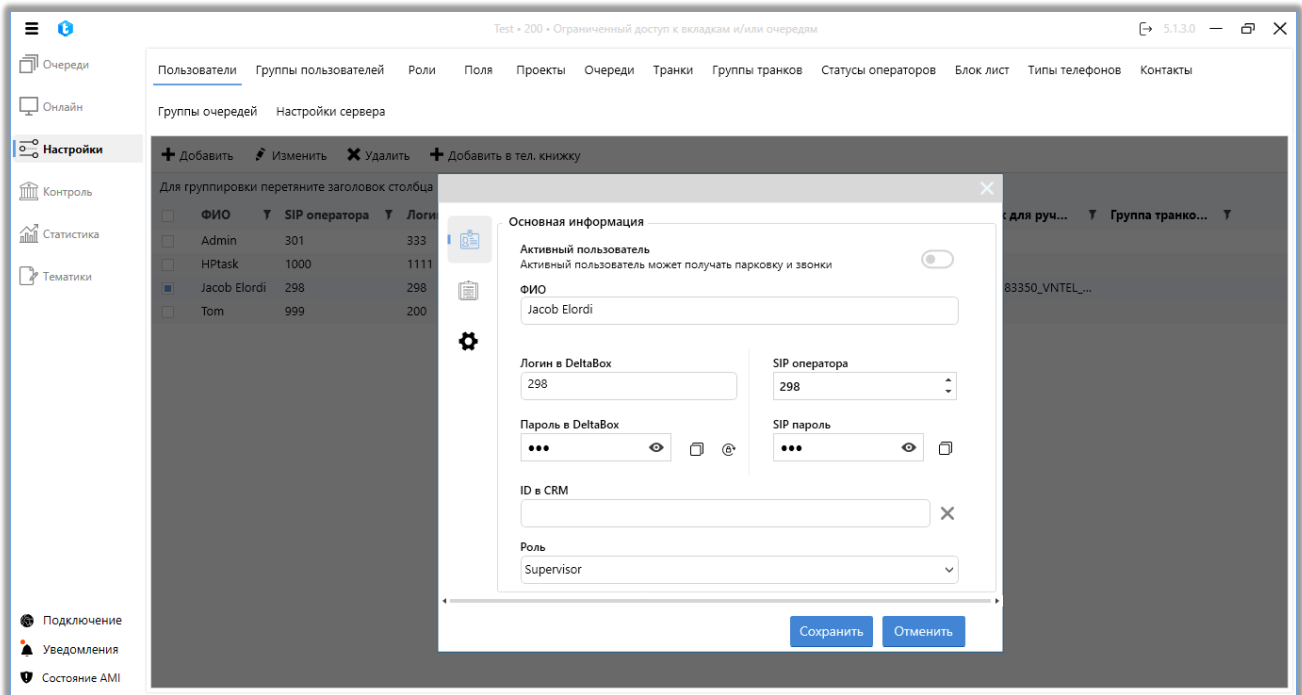 Test • 200 • Ограниченный доступ к вкладкам и/или очередям
5.1.3.0
Очереди
Онлайн
Настройки
Контроль
Статистика
Тематики
Подключение
Уведомления
Состояние AMI
Пользователи Группы пользователей Роли Поля Проекты Очереди Транки Группы транков Статусы операторов Блок лист Типы телефонов Контакты
Группы очередей Настройки сервера
Добавить Изменить Удалить Добавить в тел. книжку
Для группировки перетяните заголовок столбца
ФИО SIP оператора Логи для руч... Группа транко...
Admin 301 333
HPtask 1000 1111
Jacob Elordi 298 298 83350_VNTEL_...
Tom 999 200
Основная информация
Активный пользователь
Активный пользователь может получать парковку и звонки
ФИО
Jacob Elordi
Логин в DeltaBox SIP оператора
298 298
Пароль в DeltaBox SIP пароль
••• •••
ID в CRM
Роль
Supervisor
Сохранить Отменить